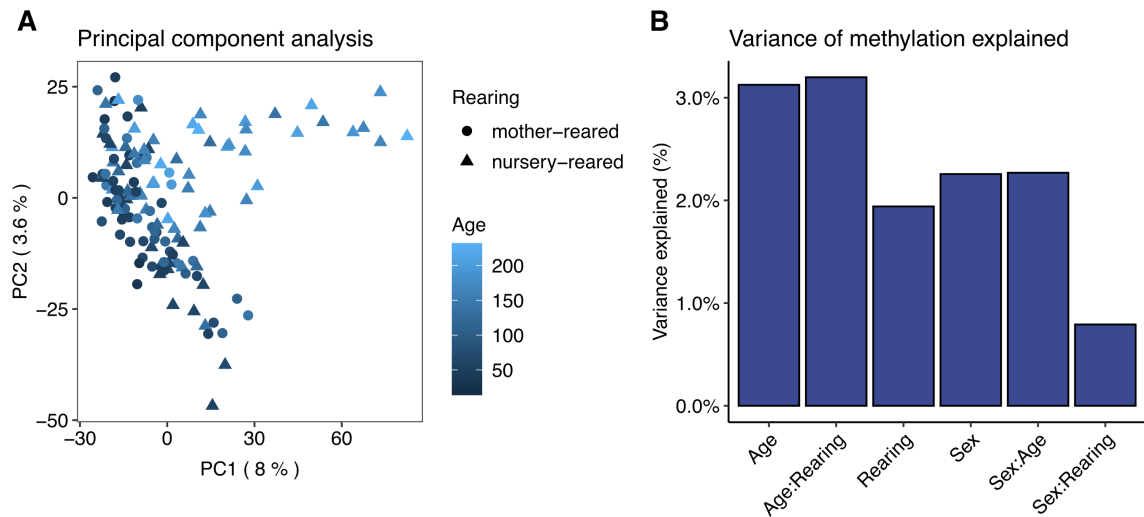 A
Principal component analysis
25
0
−25
−50
PC2 ( 3.6 % )
−30
0
30
60
PC1 ( 8 % )
Rearing
mother−reared
nursery−reared
Age
200
150
100
50
B
Variance of methylation explained
Variance explained (%)
3.0%
2.0%
1.0%
0.0%
Age
Age:Rearing
Rearing
Sex
Sex:Age
Sex:Rearing